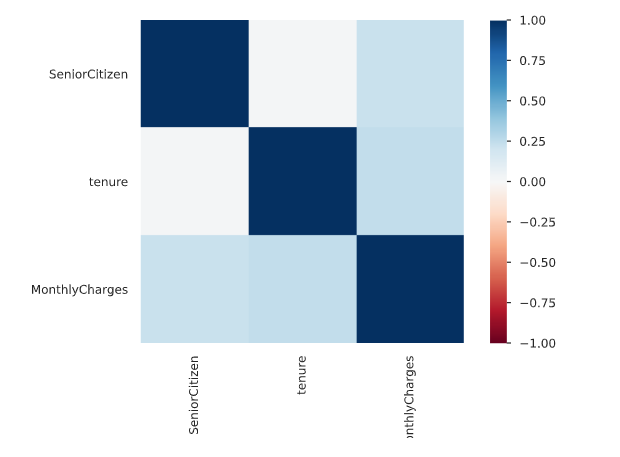 SeniorCitizen
tenure
MonthlyCharges
SeniorCitizen
tenure
onthlyCharges
1.00
0.75
0.50
0.25
0.00
−0.25
−0.50
−0.75
−1.00